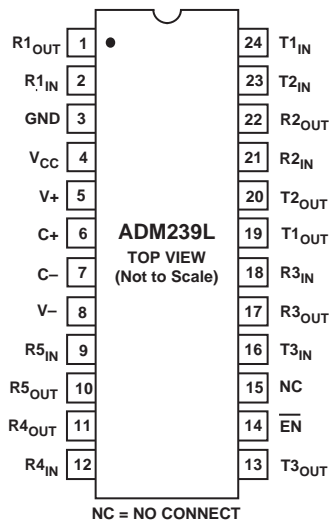 R1OUT 1 24 T1IN
R1IN 2 23 T2IN
GND 3 22 R2OUT
VCC 4 21 R2IN
V+ 5 20 T2OUT
C+ 6 ADM239L 19 T1OUT
TOP VIEW
C– 7 (Not to Scale) 18 R3IN
V– 8 17 R3OUT
R5IN 9 16 T3IN
R5OUT 10 15 NC
R4OUT 11 14 E̅N̅
R4IN 12 13 T3OUT
NC = NO CONNECT